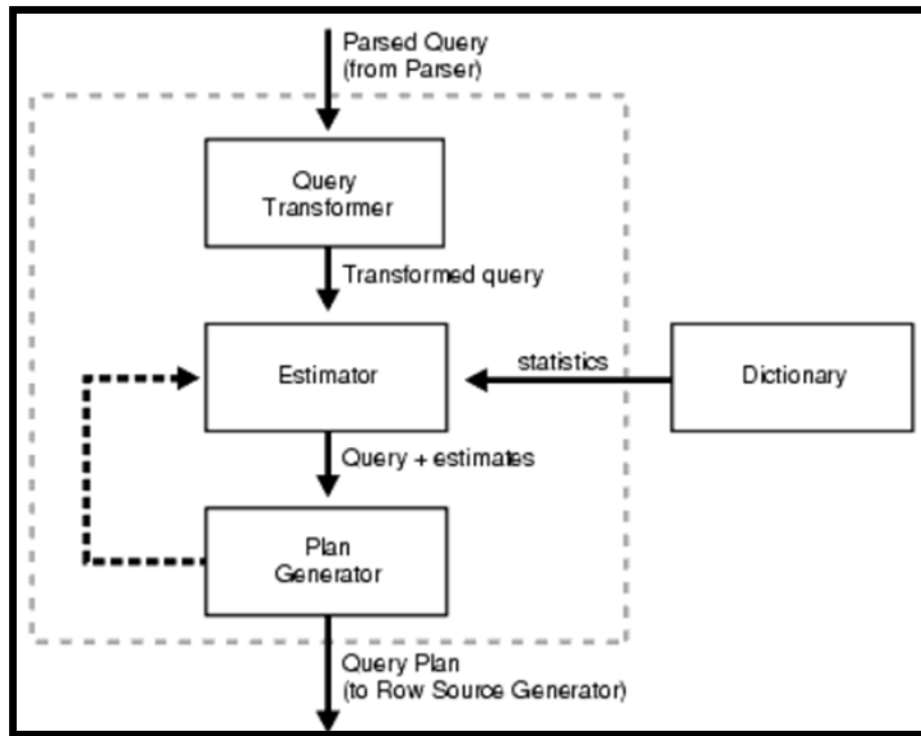 Parsed Query
(from Parser)
Query
Transformer
Transformed query
Estimator
statistics
Dictionary
Query + estimates
Plan
Generator
Query Plan
(to Row Source Generator)